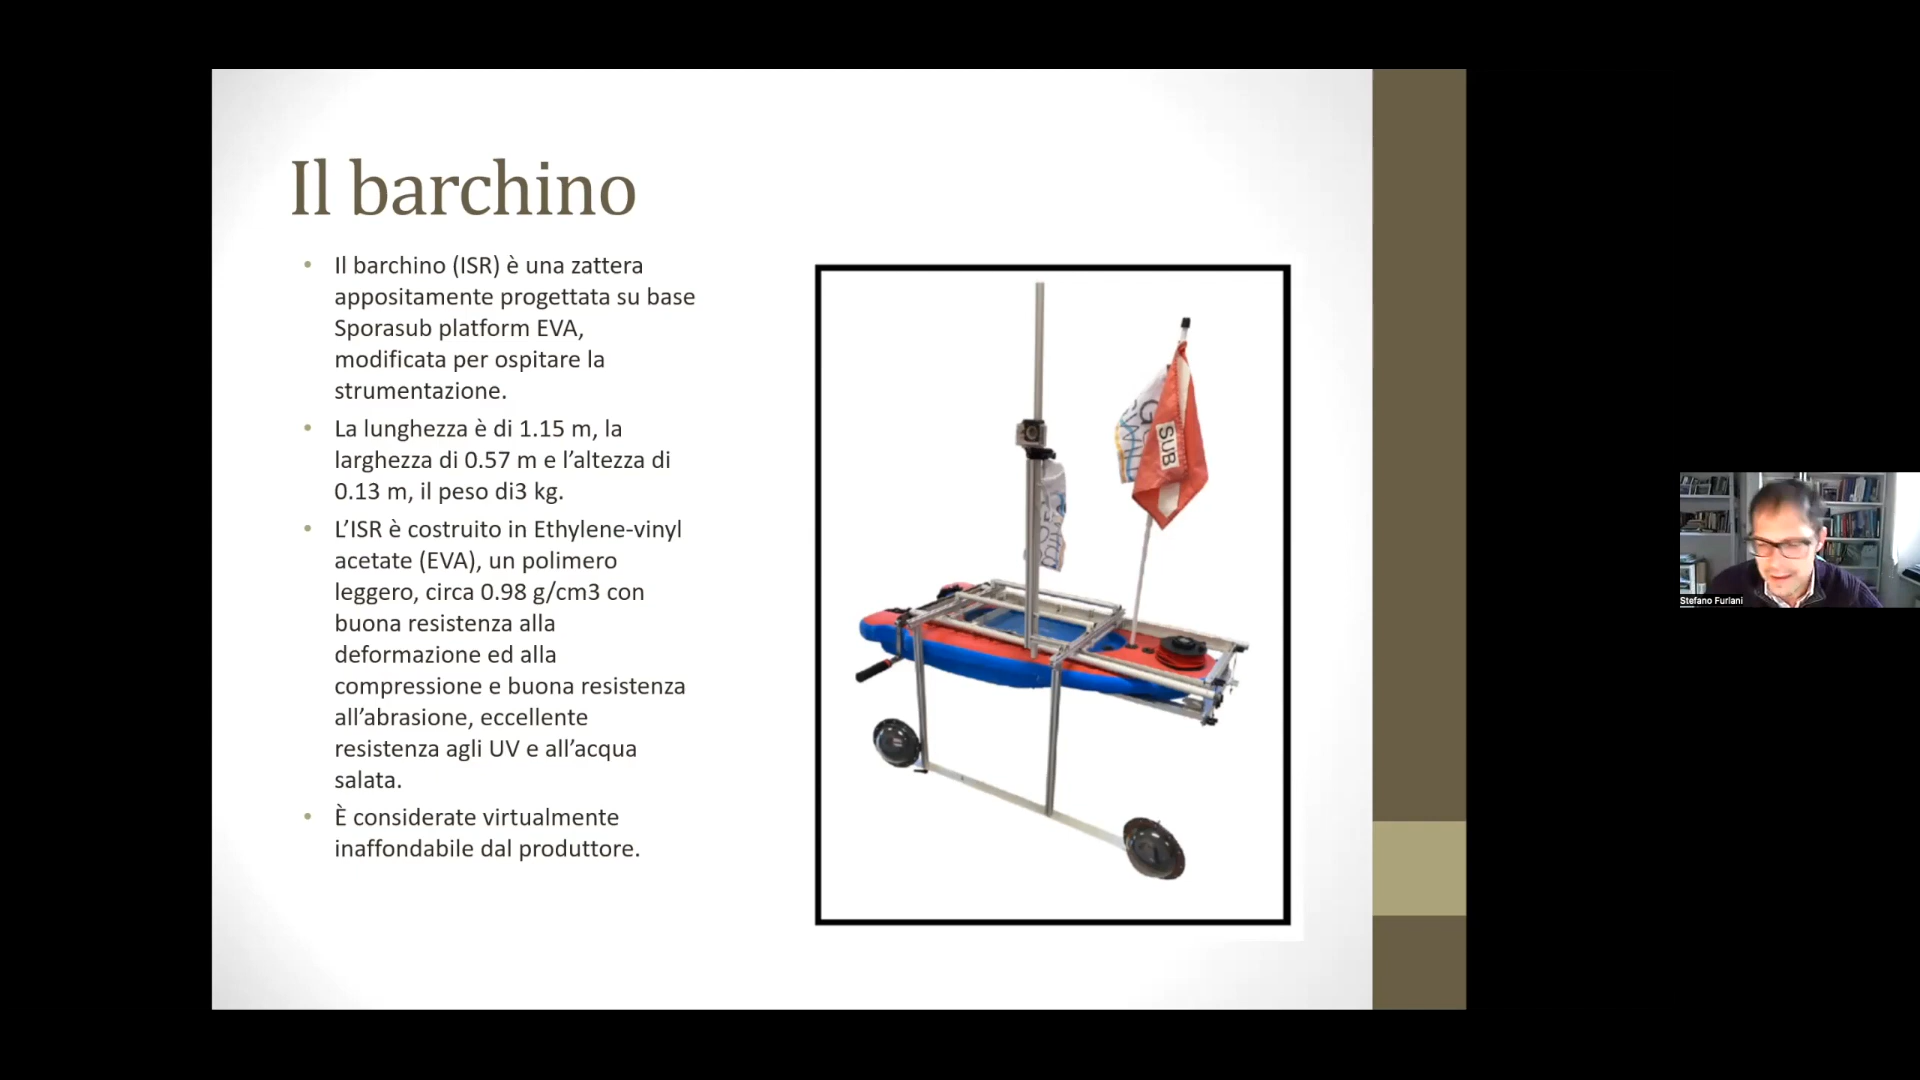 Il barchino
• Il barchino (ISR) è una zattera
appositamente progettata su base
Sporasub platform EVA,
modificata per ospitare la
strumentazione.
• La lunghezza è di 1.15 m, la
larghezza di 0.57 m e l’altezza di
0.13 m, il peso di3 kg.
• L’ISR è costruito in Ethylene-vinyl
acetate (EVA), un polimero
leggero, circa 0.98 g/cm3 con
buona resistenza alla
deformazione ed alla
compressione e buona resistenza
all’abrasione, eccellente
resistenza agli UV e all’acqua
salata.
• È considerate virtualmente
inaffondabile dal produttore.
SUB
Stefano Furlani